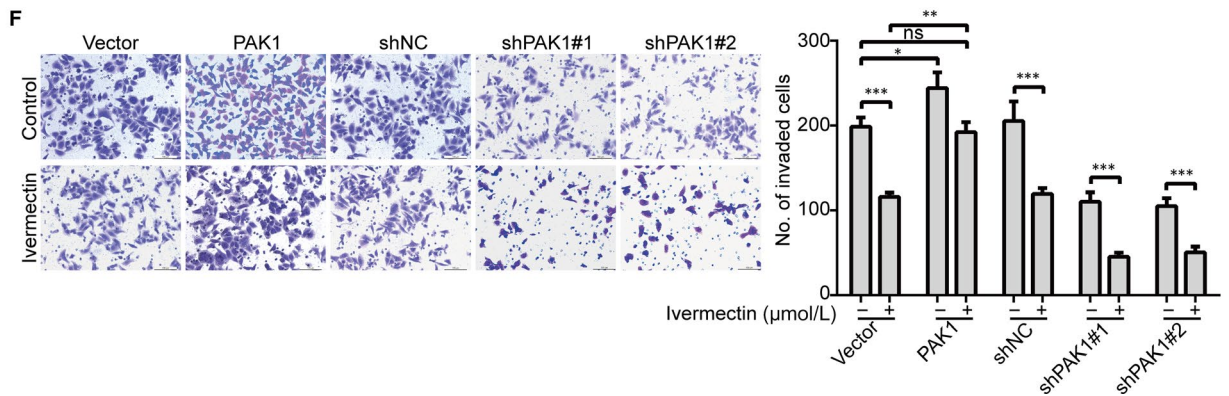 F
Vector PAK1 shNC shPAK1#1 shPAK1#2
Control
Ivermectin
No. of invaded cells
300
200
100
0
**
ns
*
*** *** *** ***
Ivermectin (μmol/L) – + – + – + – + – +
Vector PAK1 shNC shPAK1#1 shPAK1#2